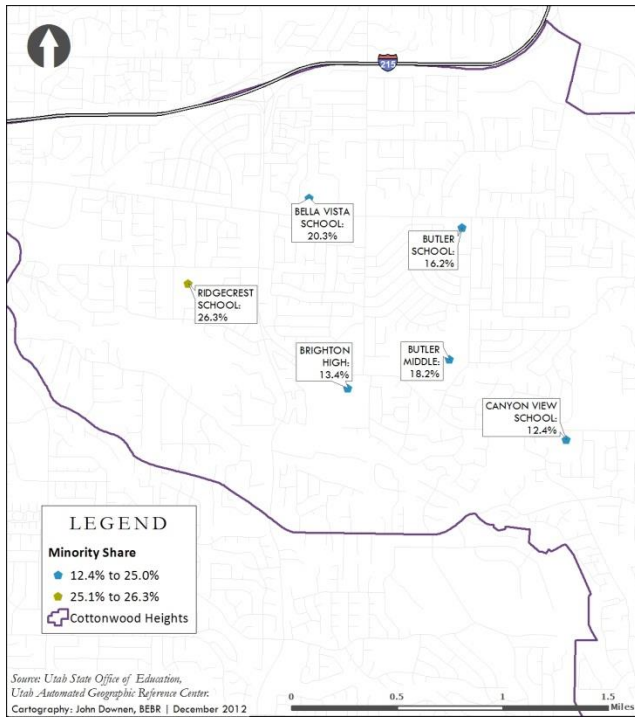 215
BELLA VISTA
SCHOOL:
20.3%
BUTLER
SCHOOL:
16.2%
RIDGECREST
SCHOOL:
26.3%
BRIGHTON
HIGH:
13.4%
BUTLER
MIDDLE:
18.2%
CANYON VIEW
SCHOOL:
12.4%
LEGEND
Minority Share
12.4% to 25.0%
25.1% to 26.3%
Cottonwood Heights
Source: Utah State Office of Education,
Utah Automated Geographic Reference Center.
Cartography: John Downen, BEBR | December 2012
0 0.5 1 1.5
Miles